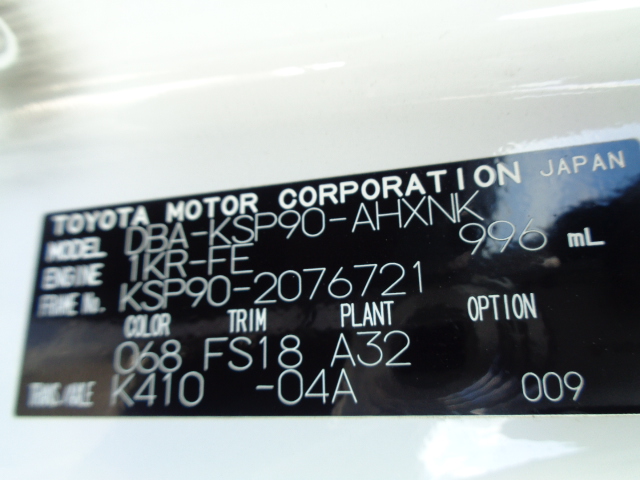 TOYOTA MOTOR CORPORATION JAPAN
MODEL DBA-KSP90-AHXNK
ENGINE 1KR-FE 996 mL
FRAME No. KSP90-2076721
COLOR TRIM PLANT OPTION
068 FS18 A32
TRANS/AXLE K410 -04A 009